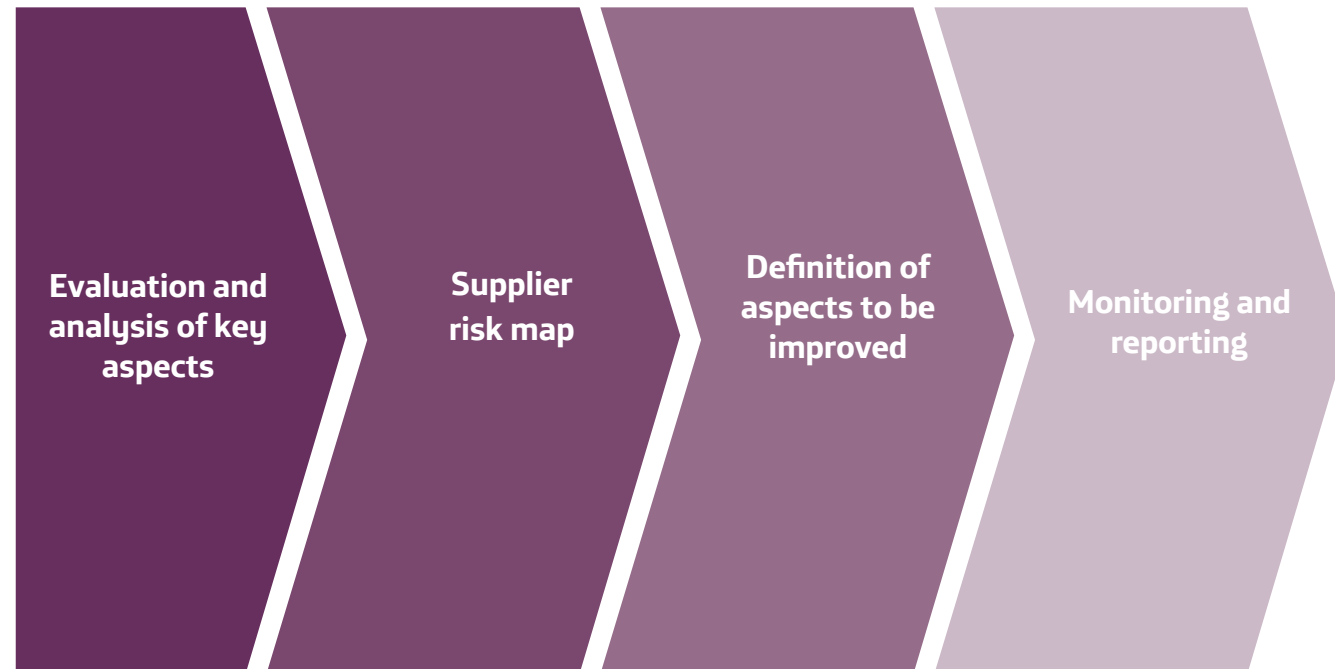 Evaluation and
analysis of key
aspects
Supplier
risk map
Definition of
aspects to be
improved
Monitoring and
reporting